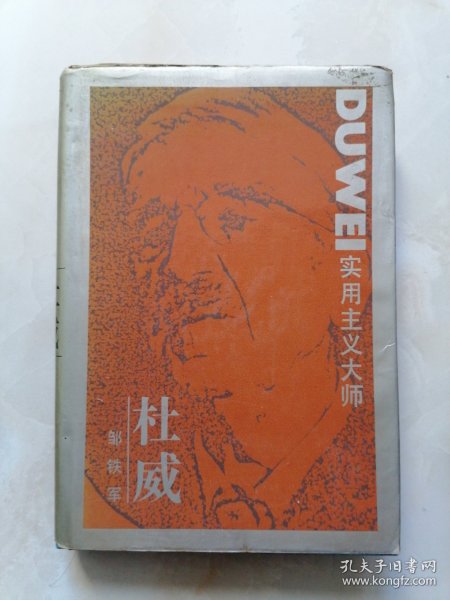 DUWEI 实用主义大师
杜威
邹铁军
孔夫子旧书网
www.kongfz.com